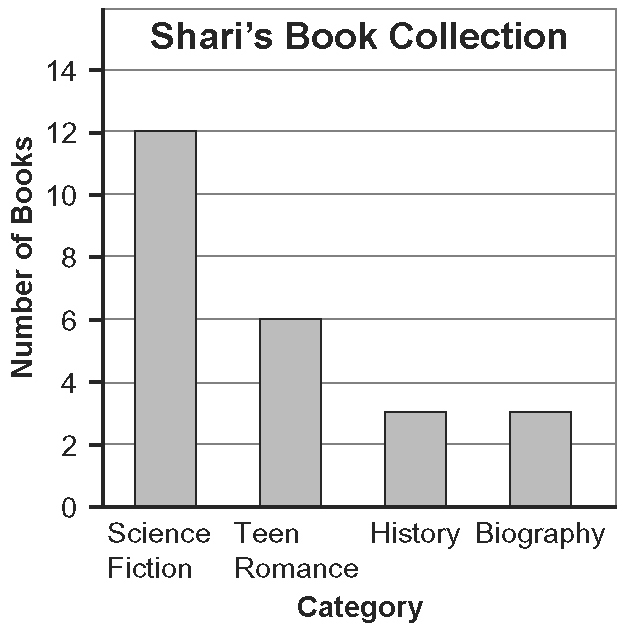 Shari's Book Collection
Number of Books
14
12
10
8
6
4
2
0
Science Fiction
Teen Romance
History
Biography
Category